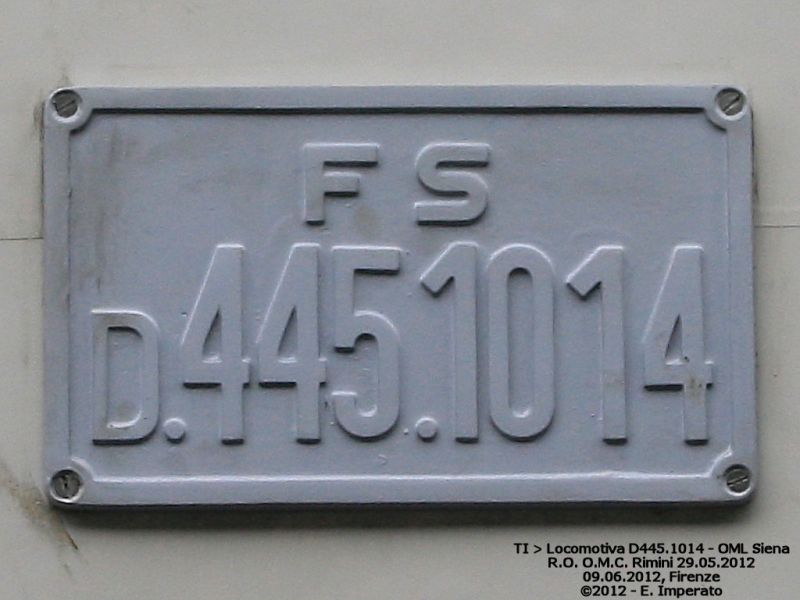 FS
D.445.1014
TI > Locomotiva D445.1014 - OML Siena
R.O. O.M.C. Rimini 29.05.2012
09.06.2012, Firenze
©2012 - E. Imperato